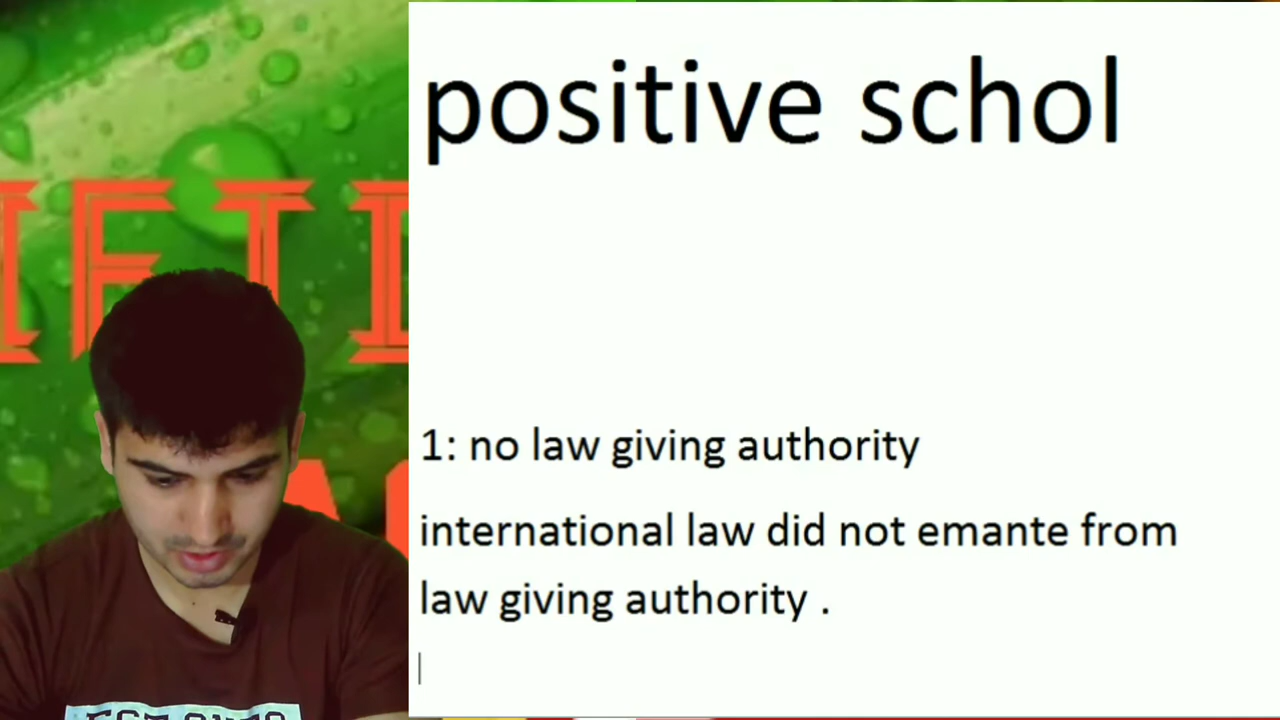 positive schol
1: no law giving authority
international law did not emante from
law giving authority .